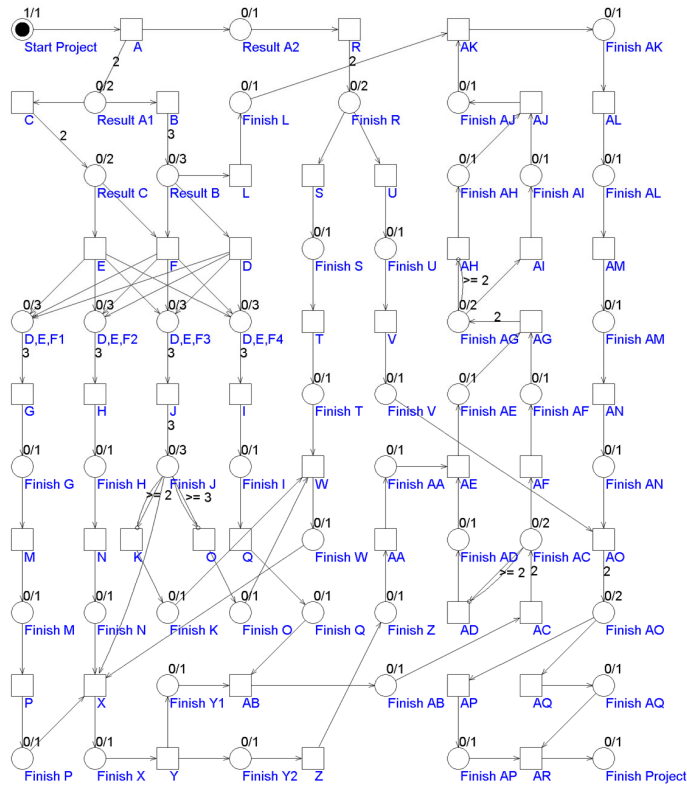 1/1 0/1 0/1 0/1
Start Project A Result A2 R AK Finish AK
2 2
0/2 0/1 0/2 0/1
C Result A1 B Finish L Finish R Finish AJ AJ AL
2 3
0/2 0/3 0/1 0/1 0/1
Result C Result B L S U Finish AH Finish AI Finish AL
0/1 0/1
E F D Finish S Finish U AH AI AM
>= 2
0/3 0/3 0/3 0/3 0/2 2 0/1
D,E,F1 D,E,F2 D,E,F3 D,E,F4 T V Finish AG AG Finish AM
3 3 3 3
0/1 0/1 0/1 0/1
G H J I Finish T Finish V Finish AE Finish AF AN
3
0/1 0/1 0/3 0/1 0/1 0/1
Finish G Finish H Finish J Finish I W Finish AA AE AF Finish AN
>= 2 >= 3
0/1 0/1 0/2
M N K O Q Finish W AA Finish AD Finish AC AO
>= 2 2 2
0/1 0/1 0/1 0/1 0/1 0/1 0/2
Finish M Finish N Finish K Finish O Finish Q Finish Z AD AC Finish AO
0/1 0/1 0/1
P X Finish Y1 AB Finish AB AP AQ Finish AQ
0/1 0/1 0/1 0/1 0/1
Finish P Finish X Y Finish Y2 Z Finish AP AR Finish Project